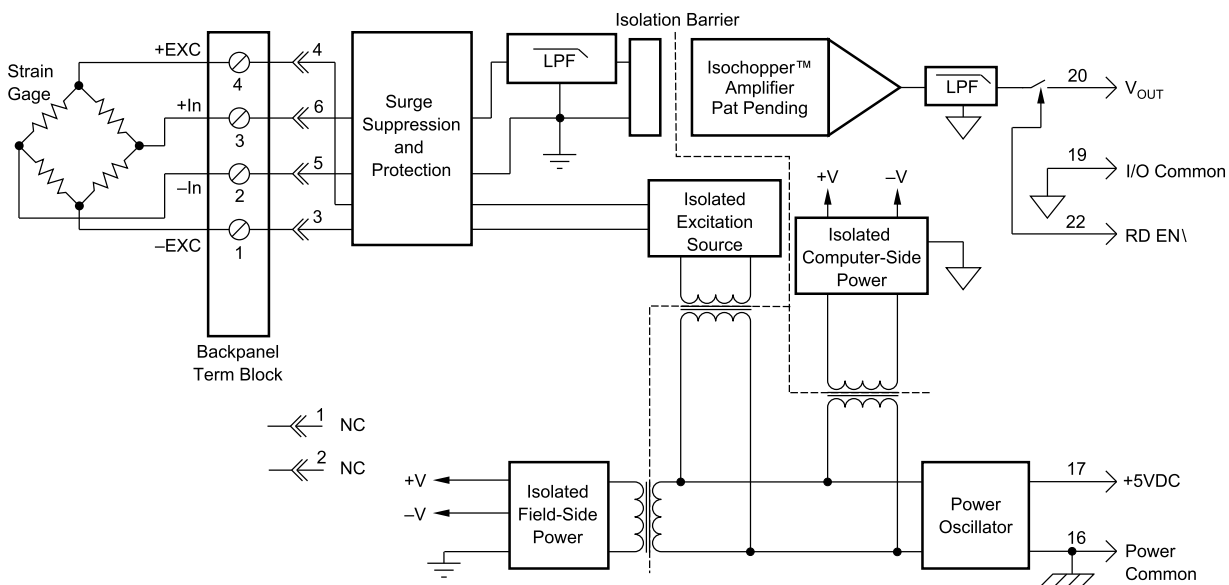 Isolation Barrier
+EXC
4
Strain
Gage
4
LPF
Isochopper™
Amplifier
Pat Pending
LPF
20
VOUT
+In
6
3
Surge
Suppression
and
Protection
–In
5
2
19
I/O Common
+V
–V
3
–EXC
1
Isolated
Excitation
Source
Isolated
Computer-Side
Power
22
RD EN\
Backpanel
Term Block
1
NC
2
NC
+V
–V
Isolated
Field-Side
Power
Power
Oscillator
17
+5VDC
16
Power
Common